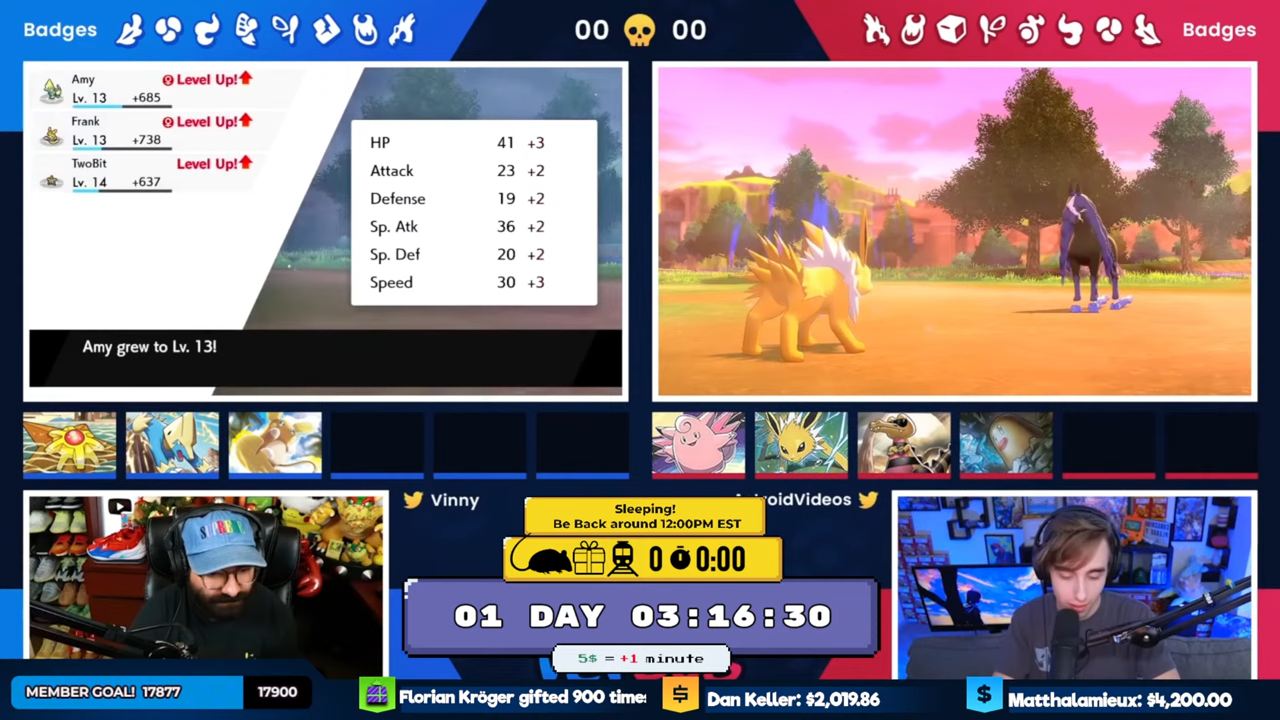 Badges
00 00
Badges
Amy Level Up!
Lv. 13 +685
Frank Level Up!
Lv. 13 +738
TwoBit Level Up!
Lv. 14 +637
HP 41 +3
Attack 23 +2
Defense 19 +2
Sp. Atk 36 +2
Sp. Def 20 +2
Speed 30 +3
Amy grew to Lv. 13!
Vinny
roidVideos
Sleeping!
Be Back around 12:00PM EST
0 0:00
01 DAY 03:16:30
5$ = +1 minute
MEMBER GOAL! 17877
17900
Florian Kröger gifted 900 times
Dan Keller: $2,019.86
Matthalamieux: $4,200.00